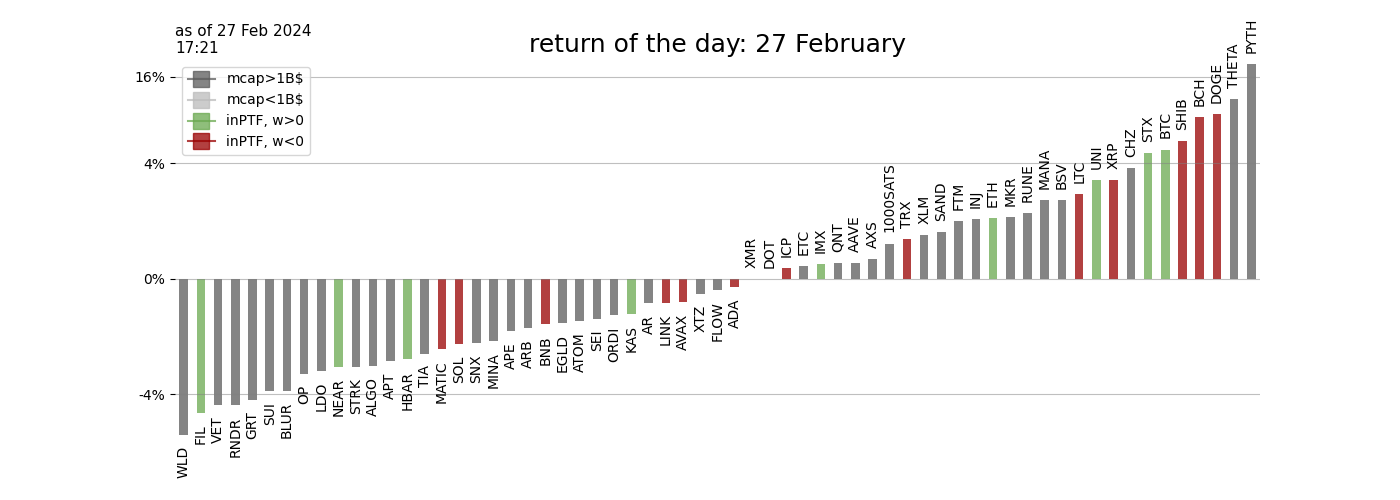 as of 27 Feb 2024
17:21
return of the day: 27 February
mcap>1B$
mcap<1B$
inPTF, w>0
inPTF, w<0
16%
4%
0%
-4%
WLD
FIL
VET
RNDR
GRT
SUI
BLUR
OP
LDO
NEAR
STRK
ALGO
APT
HBAR
TIA
MATIC
SOL
SNX
MINA
APE
ARB
BNB
EGLD
ATOM
SEI
ORDI
KAS
AR
LINK
AVAX
XTZ
FLOW
ADA
XMR
DOT
ICP
ETC
IMX
QNT
AAVE
AXS
1000SATS
TRX
XLM
SAND
FTM
INJ
ETH
MKR
RUNE
MANA
BSV
LTC
UNI
XRP
CHZ
STX
BTC
SHIB
BCH
DOGE
THETA
PYTH